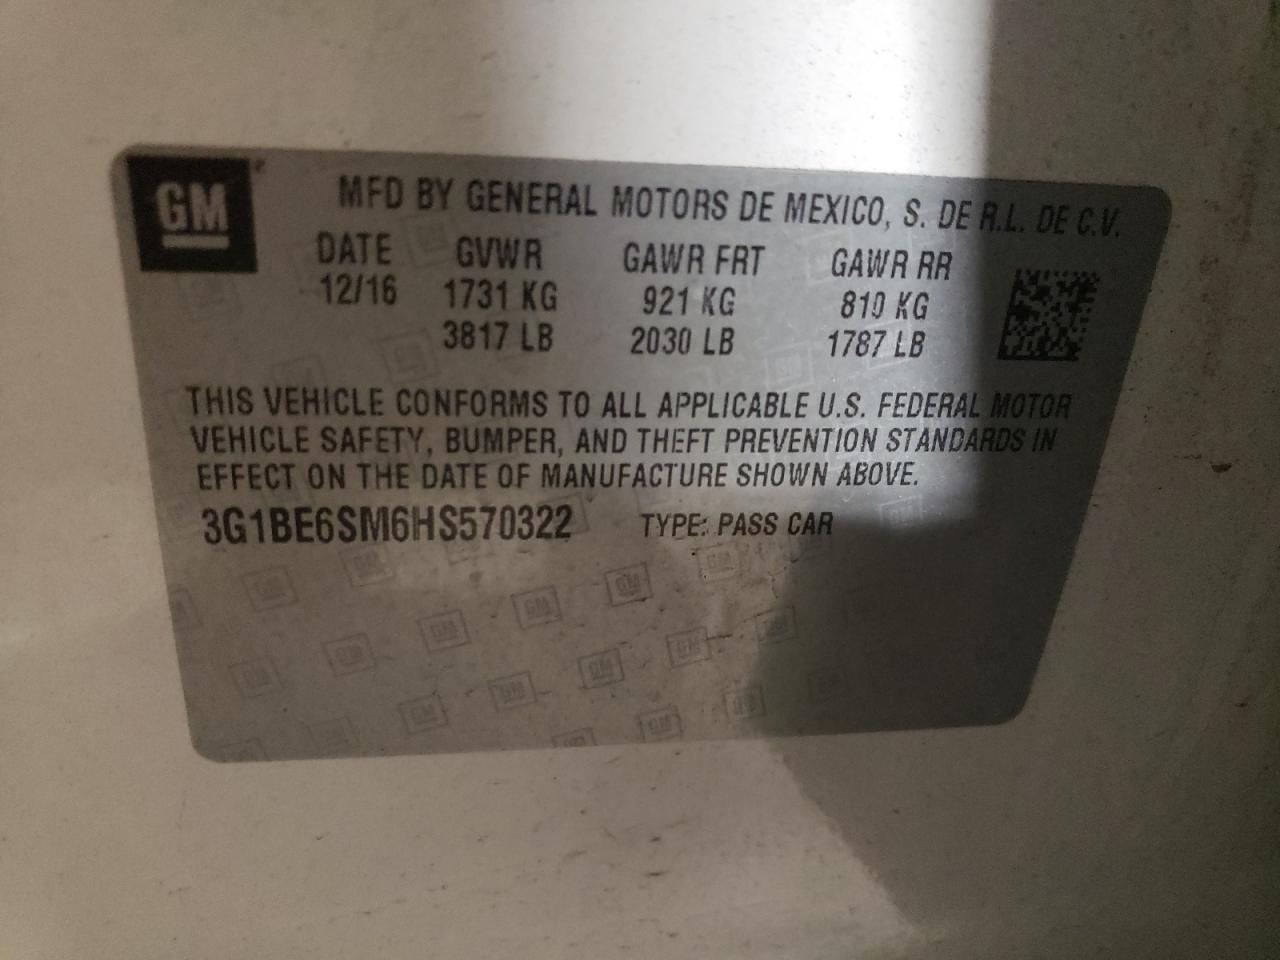 GM
MFD BY GENERAL MOTORS DE MEXICO, S. DE R.L. DE C.V.
DATE GVWR GAWR FRT GAWR RR
12/16 1731 KG 921 KG 810 KG
3817 LB 2030 LB 1787 LB
THIS VEHICLE CONFORMS TO ALL APPLICABLE U.S. FEDERAL MOTOR
VEHICLE SAFETY, BUMPER, AND THEFT PREVENTION STANDARDS IN
EFFECT ON THE DATE OF MANUFACTURE SHOWN ABOVE.
3G1BE6SM6HS570322 TYPE: PASS CAR